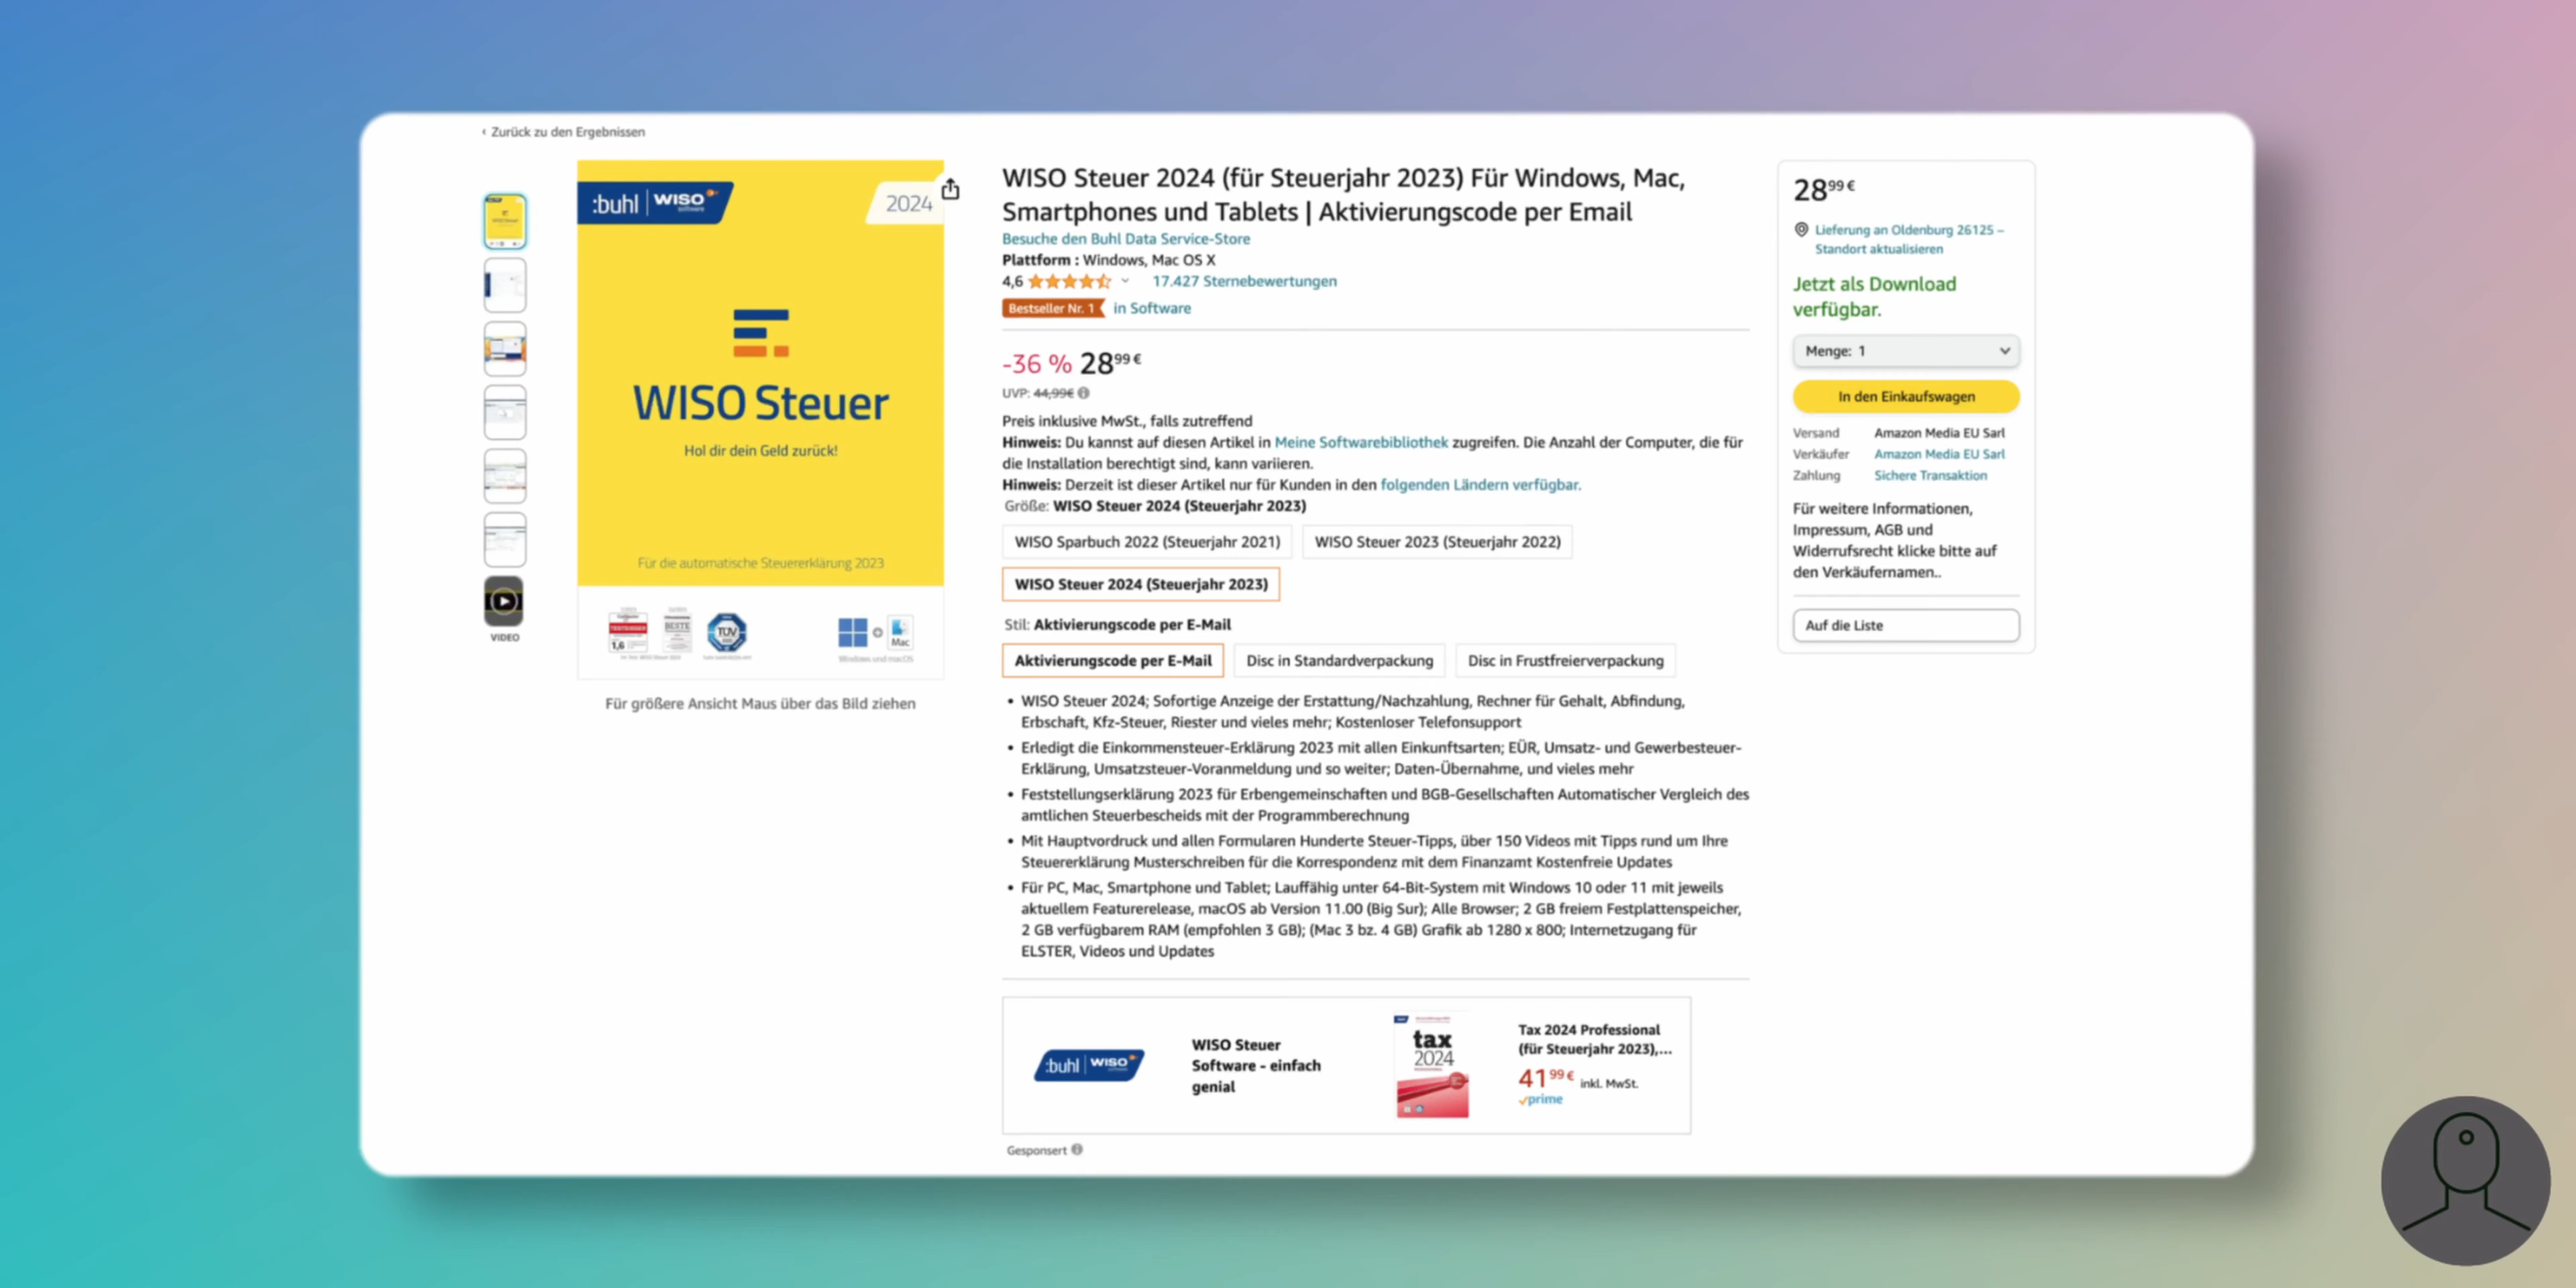 ‹ Zurück zu den Ergebnissen
:buhl | WISO
2024
WISO Steuer
Hol dir dein Geld zurück!
Für die automatische Steuererklärung 2023
TESTSIEGER
1,6
BESTE
TÜV
Mac
Windows und macOS
VIDEO
Für größere Ansicht Maus über das Bild ziehen
WISO Steuer 2024 (für Steuerjahr 2023) Für Windows, Mac,
Smartphones und Tablets | Aktivierungscode per Email
Besuche den Buhl Data Service-Store
Plattform : Windows, Mac OS X
4,6 17.427 Sternebewertungen
Bestseller Nr. 1 in Software
-36 % 28⁹⁹ €
UVP: 44,99€
Preis inklusive MwSt., falls zutreffend
Hinweis: Du kannst auf diesen Artikel in Meine Softwarebibliothek zugreifen. Die Anzahl der Computer, die für
die Installation berechtigt sind, kann variieren.
Hinweis: Derzeit ist dieser Artikel nur für Kunden in den folgenden Ländern verfügbar.
Größe: WISO Steuer 2024 (Steuerjahr 2023)
WISO Sparbuch 2022 (Steuerjahr 2021) WISO Steuer 2023 (Steuerjahr 2022)
WISO Steuer 2024 (Steuerjahr 2023)
Stil: Aktivierungscode per E-Mail
Aktivierungscode per E-Mail Disc in Standardverpackung Disc in Frustfreierverpackung
• WISO Steuer 2024; Sofortige Anzeige der Erstattung/Nachzahlung, Rechner für Gehalt, Abfindung,
Erbschaft, Kfz-Steuer, Riester und vieles mehr; Kostenloser Telefonsupport
• Erledigt die Einkommensteuer-Erklärung 2023 mit allen Einkunftsarten; EÜR, Umsatz- und Gewerbesteuer-
Erklärung, Umsatzsteuer-Voranmeldung und so weiter; Daten-Übernahme, und vieles mehr
• Feststellungserklärung 2023 für Erbengemeinschaften und BGB-Gesellschaften Automatischer Vergleich des
amtlichen Steuerbescheids mit der Programmberechnung
• Mit Hauptvordruck und allen Formularen Hunderte Steuer-Tipps, über 150 Videos mit Tipps rund um Ihre
Steuererklärung Musterschreiben für die Korrespondenz mit dem Finanzamt Kostenfreie Updates
• Für PC, Mac, Smartphone und Tablet; Lauffähig unter 64-Bit-System mit Windows 10 oder 11 mit jeweils
aktuellem Featurerelease, macOS ab Version 11.00 (Big Sur); Alle Browser; 2 GB freiem Festplattenspeicher,
2 GB verfügbarem RAM (empfohlen 3 GB); (Mac 3 bz. 4 GB) Grafik ab 1280 x 800; Internetzugang für
ELSTER, Videos und Updates
:buhl | WISO
WISO Steuer
Software - einfach
genial
tax
2024
Tax 2024 Professional
(für Steuerjahr 2023),...
41⁹⁹ € inkl. MwSt.
prime
Gesponsert
28⁹⁹ €
Lieferung an Oldenburg 26125 –
Standort aktualisieren
Jetzt als Download
verfügbar.
Menge: 1
In den Einkaufswagen
Versand Amazon Media EU Sarl
Verkäufer Amazon Media EU Sarl
Zahlung Sichere Transaktion
Für weitere Informationen,
Impressum, AGB und
Widerrufsrecht klicke bitte auf
den Verkäufernamen..
Auf die Liste